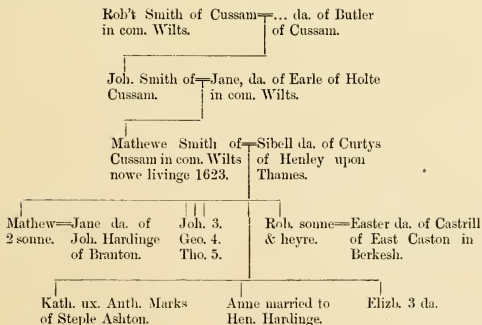 Rob't Smith of Cussam=... da. of Butler
in com. Wilts. of Cussam.
Joh. Smith of=Jane, da. of Earle of Holte
Cussam. in com. Wilts.
Mathewe Smith of=Sibell da. of Curtys
Cussam in com. Wilts of Henley upon
nowe livinge 1623. Thames.
Mathew=Jane da. of Joh. 3. Rob. sonne=Easter da. of Castrill
2 sonne. Joh. Hardinge Geo. 4. & heyre. of East Caston in
of Branton. Tho. 5. Berkesh.
Kath. ux. Anth. Marks Anne married to Elizb. 3 da.
of Steple Ashton. Hen. Hardinge.